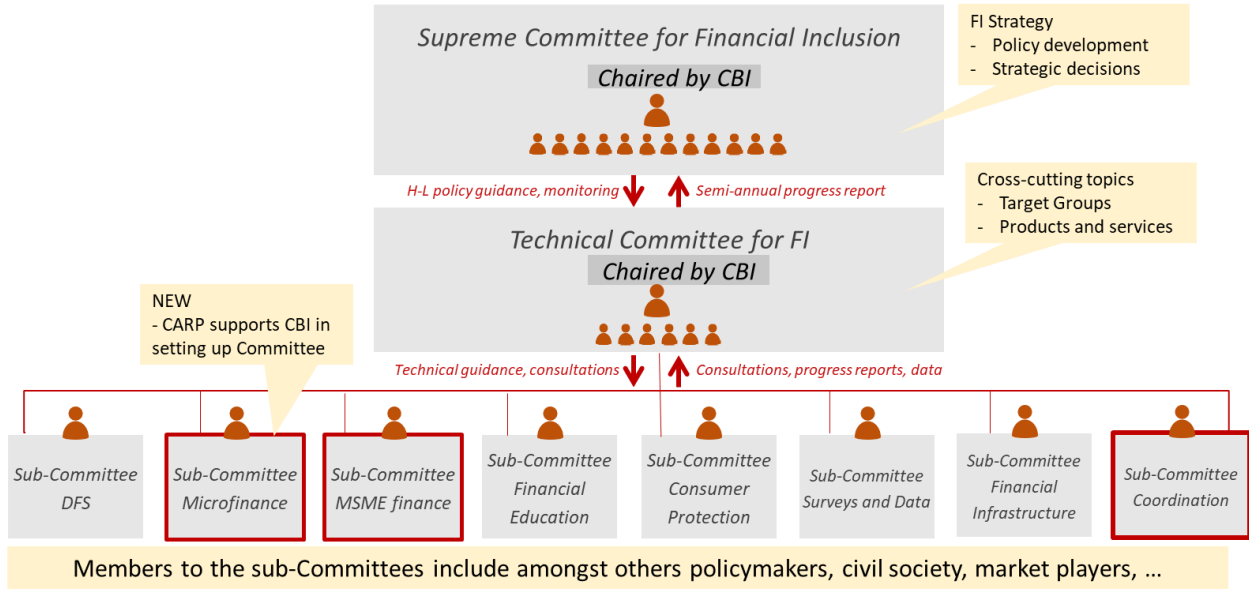 Supreme Committee for Financial Inclusion
Chaired by CBI
FI Strategy
- Policy development
- Strategic decisions
H-L policy guidance, monitoring
Semi-annual progress report
Technical Committee for FI
Chaired by CBI
Cross-cutting topics
- Target Groups
- Products and services
NEW
- CARP supports CBI in
setting up Committee
Technical guidance, consultations
Consultations, progress reports, data
Sub-Committee
DFS
Sub-Committee
Microfinance
Sub-Committee
MSME finance
Sub-Committee
Financial
Education
Sub-Committee
Consumer
Protection
Sub-Committee
Surveys and Data
Sub-Committee
Financial
Infrastructure
Sub-Committee
Coordination
Members to the sub-Committees include amongst others policymakers, civil society, market players, …